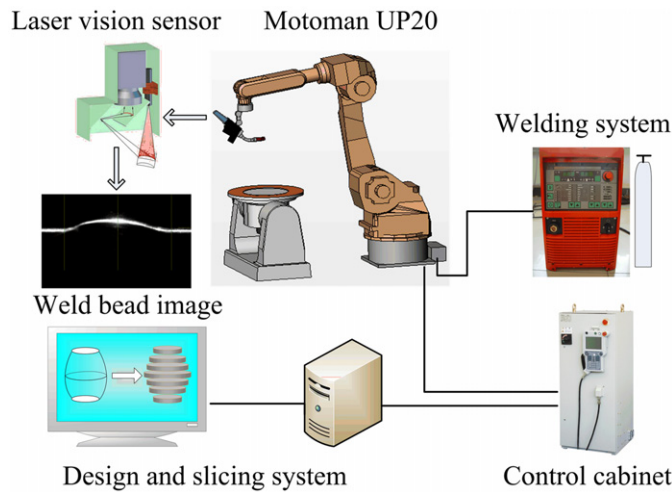 Laser vision sensor
Motoman UP20
Welding system
Weld bead image
Design and slicing system
Control cabinet